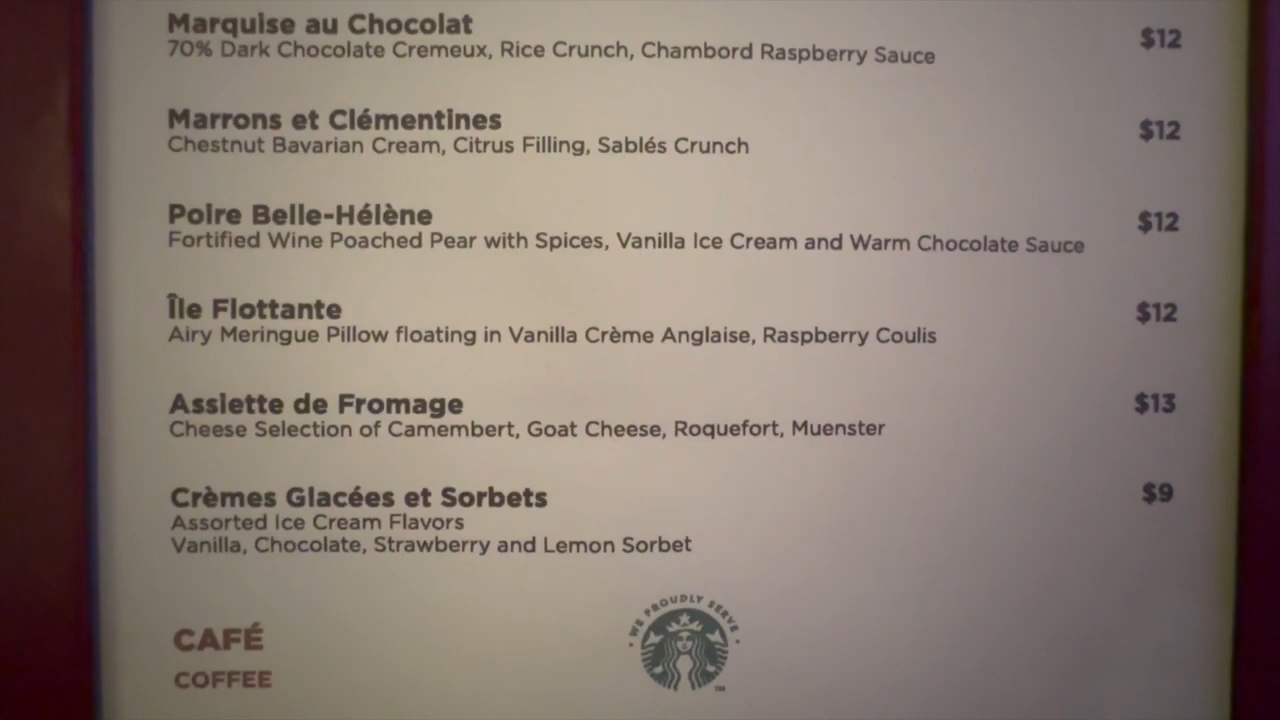 Marquise au Chocolat $12
70% Dark Chocolate Cremeux, Rice Crunch, Chambord Raspberry Sauce
Marrons et Clémentines $12
Chestnut Bavarian Cream, Citrus Filling, Sablés Crunch
Poire Belle-Hélène $12
Fortified Wine Poached Pear with Spices, Vanilla Ice Cream and Warm Chocolate Sauce
Île Flottante $12
Airy Meringue Pillow floating in Vanilla Crème Anglaise, Raspberry Coulis
Assiette de Fromage $13
Cheese Selection of Camembert, Goat Cheese, Roquefort, Muenster
Crèmes Glacées et Sorbets $9
Assorted Ice Cream Flavors
Vanilla, Chocolate, Strawberry and Lemon Sorbet
· WE PROUDLY SERVE ·
TM
CAFÉ
COFFEE